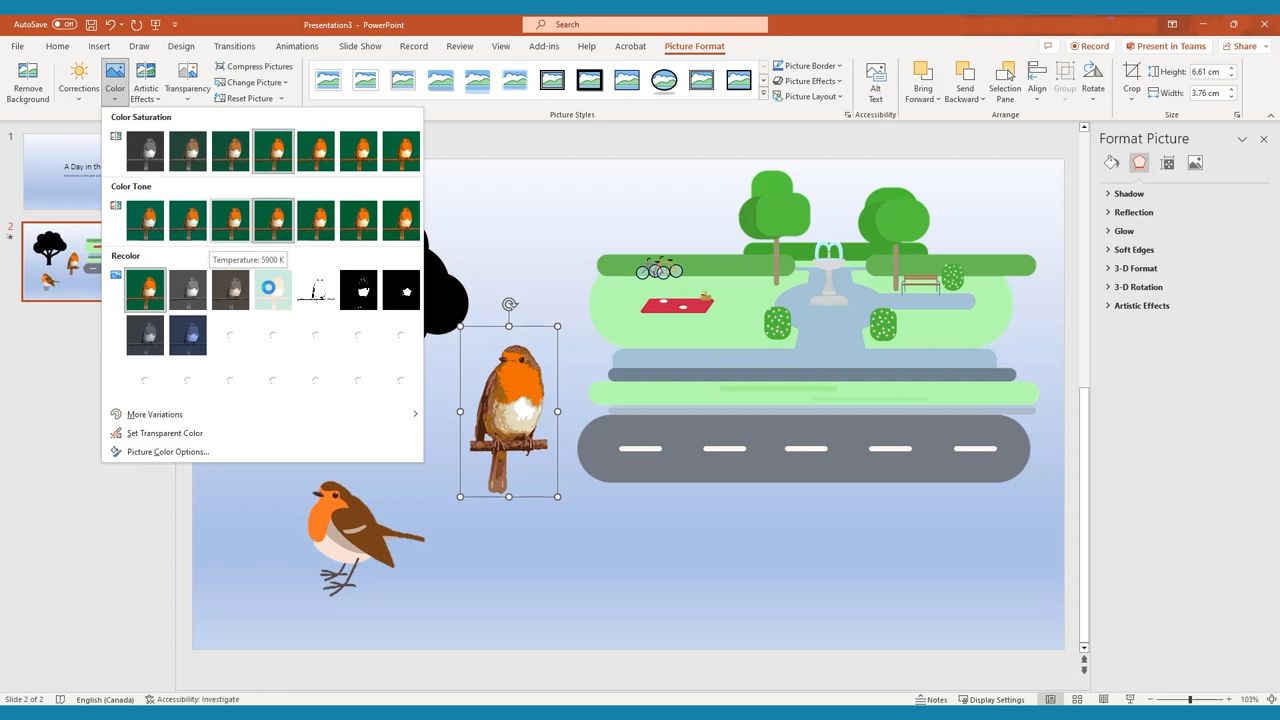 AutoSave Off
Presentation3 - PowerPoint
Search
File Home Insert Draw Design Transitions Animations Slide Show Record Review View Add-ins Help Acrobat Picture Format
Record Present in Teams Share
Remove Background
Corrections
Color
Artistic Effects
Transparency
Compress Pictures
Change Picture
Reset Picture
Picture Border
Picture Effects
Picture Layout
Alt Text
Bring Forward
Send Backward
Selection Pane
Align
Group
Rotate
Crop
Height: 6.61 cm
Width: 3.76 cm
Picture Styles
Accessibility
Arrange
Size
Color Saturation
Color Tone
Recolor
Temperature: 5900 K
More Variations
Set Transparent Color
Picture Color Options...
1
A Day in the
2
Format Picture
Shadow
Reflection
Glow
Soft Edges
3-D Format
3-D Rotation
Artistic Effects
Slide 2 of 2
English (Canada)
Accessibility: Investigate
Notes
Display Settings
103%